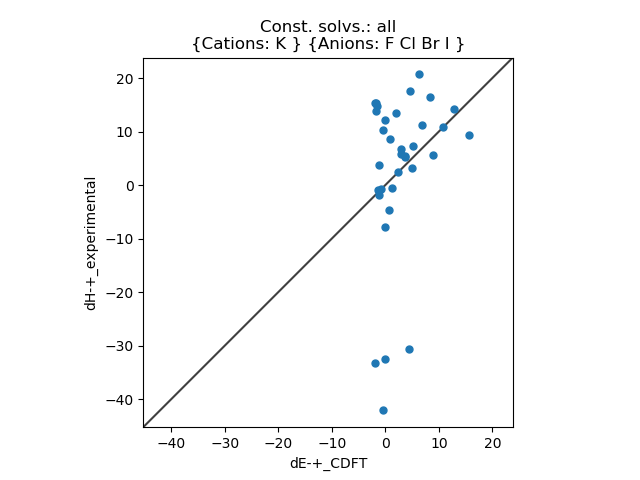 Const. solvs.: all
{Cations: K } {Anions: F Cl Br I }
20
10
0
−10
−20
−30
−40
dH-+_experimental
−40 −30 −20 −10 0 10 20
dE-+_CDFT